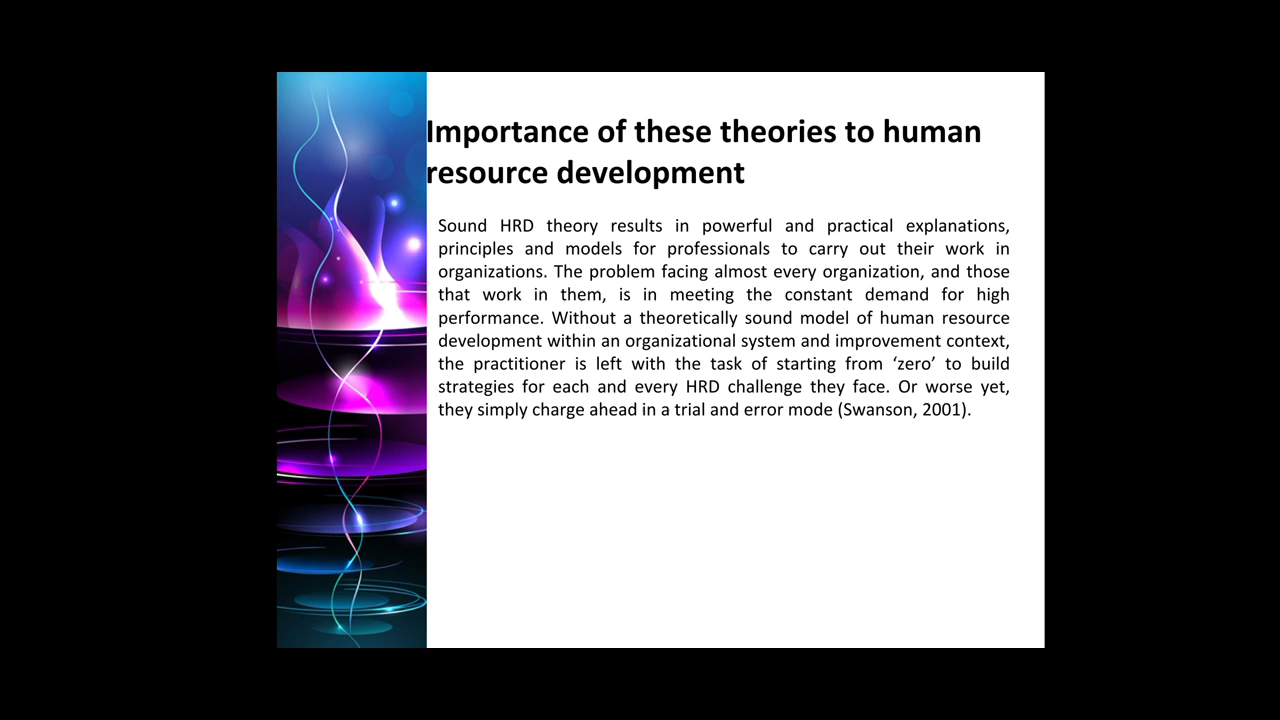 Importance of these theories to human
resource development
Sound HRD theory results in powerful and practical explanations,
principles and models for professionals to carry out their work in
organizations. The problem facing almost every organization, and those
that work in them, is in meeting the constant demand for high
performance. Without a theoretically sound model of human resource
development within an organizational system and improvement context,
the practitioner is left with the task of starting from ‘zero’ to build
strategies for each and every HRD challenge they face. Or worse yet,
they simply charge ahead in a trial and error mode (Swanson, 2001).